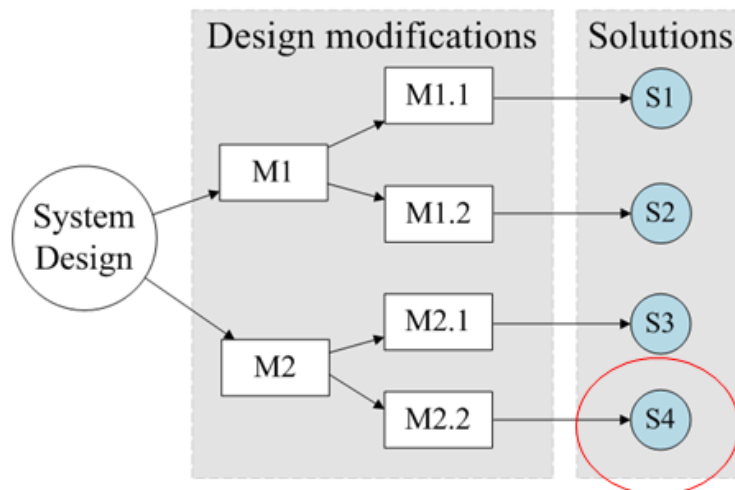 Design modifications
Solutions
System
Design
M1
M1.1
M1.2
M2
M2.1
M2.2
S1
S2
S3
S4